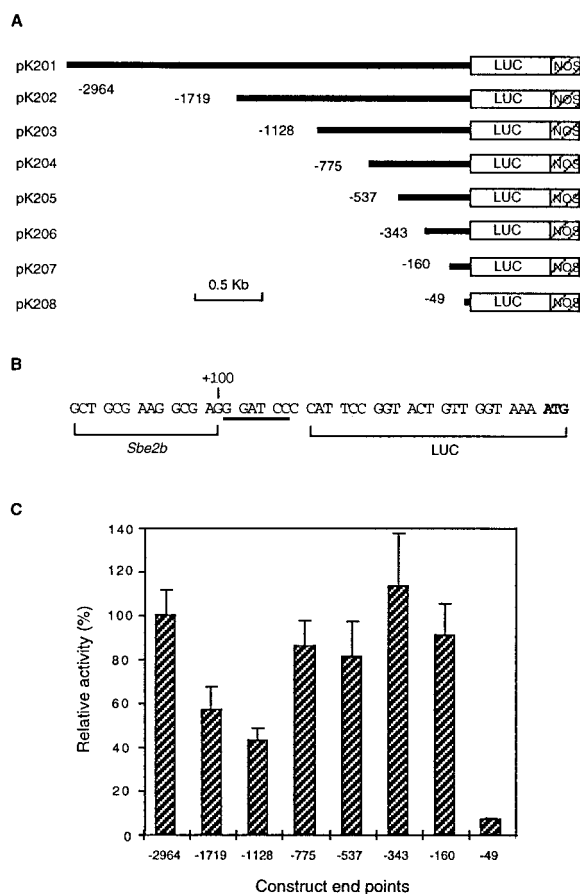 A
pK201 LUC NOS
-2964
pK202 -1719 LUC NOS
pK203 -1128 LUC NOS
pK204 -775 LUC NOS
pK205 -537 LUC NOS
pK206 -343 LUC NOS
pK207 -160 LUC NOS
pK208 -49 LUC NOS
0.5 Kb
B
+100
GCT GCG AAG GCG AGG GATCCC CAT TCC GGT ACT GTT GGT AAA ATG
Sbe2b LUC
C
Relative activity (%)
140
120
100
80
60
40
20
0
-2964 -1719 -1128 -775 -537 -343 -160 -49
Construct end points